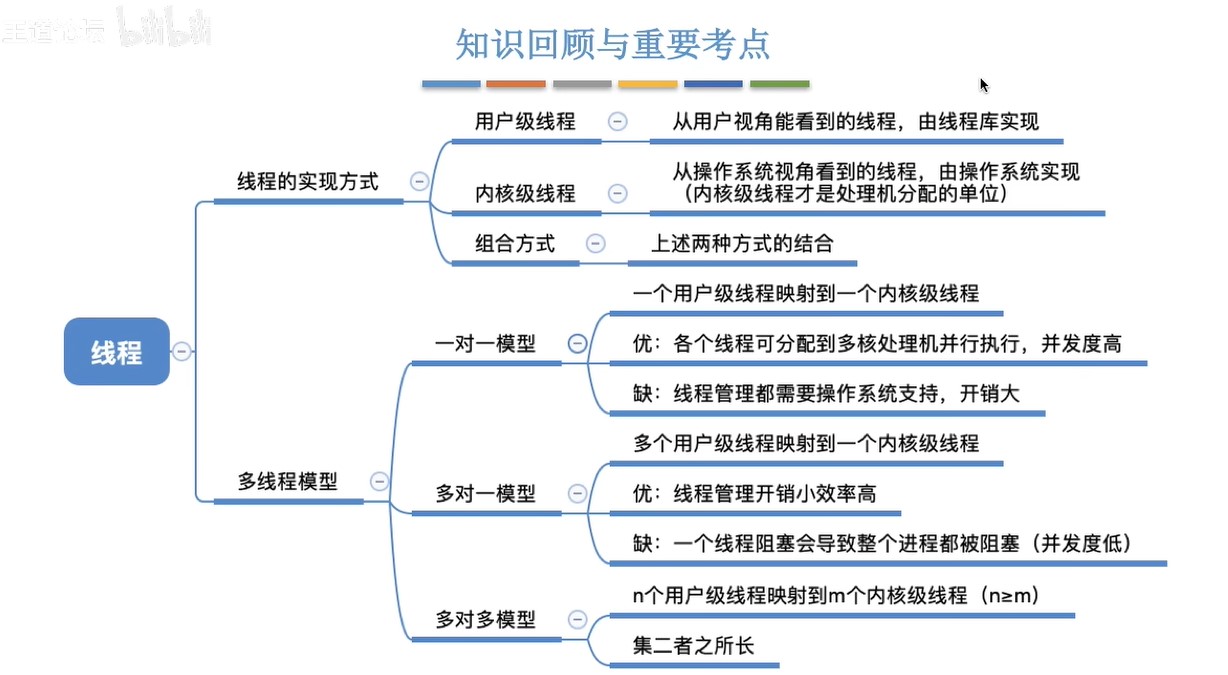 王道论坛 bilibili
知识回顾与重要考点
线程
线程的实现方式
用户级线程
从用户视角能看到的线程，由线程库实现
内核级线程
从操作系统视角看到的线程，由操作系统实现
（内核级线程才是处理机分配的单位）
组合方式
上述两种方式的结合
多线程模型
一对一模型
一个用户级线程映射到一个内核级线程
优：各个线程可分配到多核处理机并行执行，并发度高
缺：线程管理都需要操作系统支持，开销大
多对一模型
多个用户级线程映射到一个内核级线程
优：线程管理开销小效率高
缺：一个线程阻塞会导致整个进程都被阻塞（并发度低）
多对多模型
n个用户级线程映射到m个内核级线程（n≥m）
集二者之所长